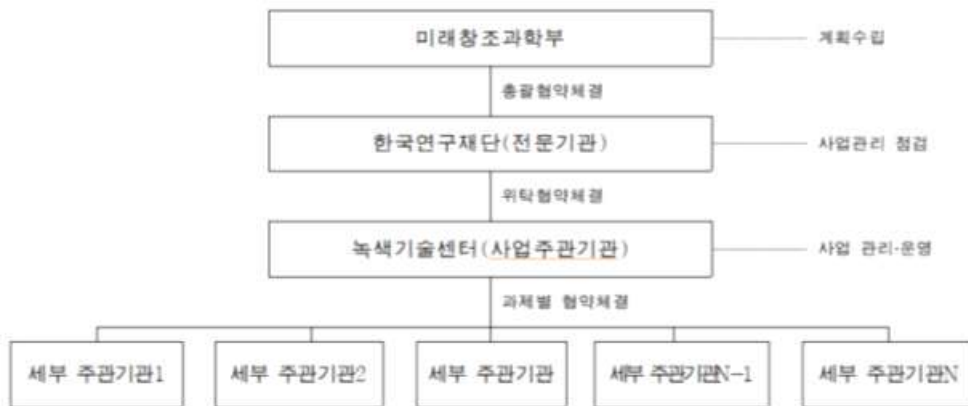 미래창조과학부
계획수립
총괄협약체결
한국연구재단(전문기관)
사업관리 점검
위탁협약체결
녹색기술센터(사업주관기관)
사업 관리·운영
과제별 협약체결
세부 주관기관1
세부 주관기관2
세부 주관기관
세부 주관기관N-1
세부 주관기관N